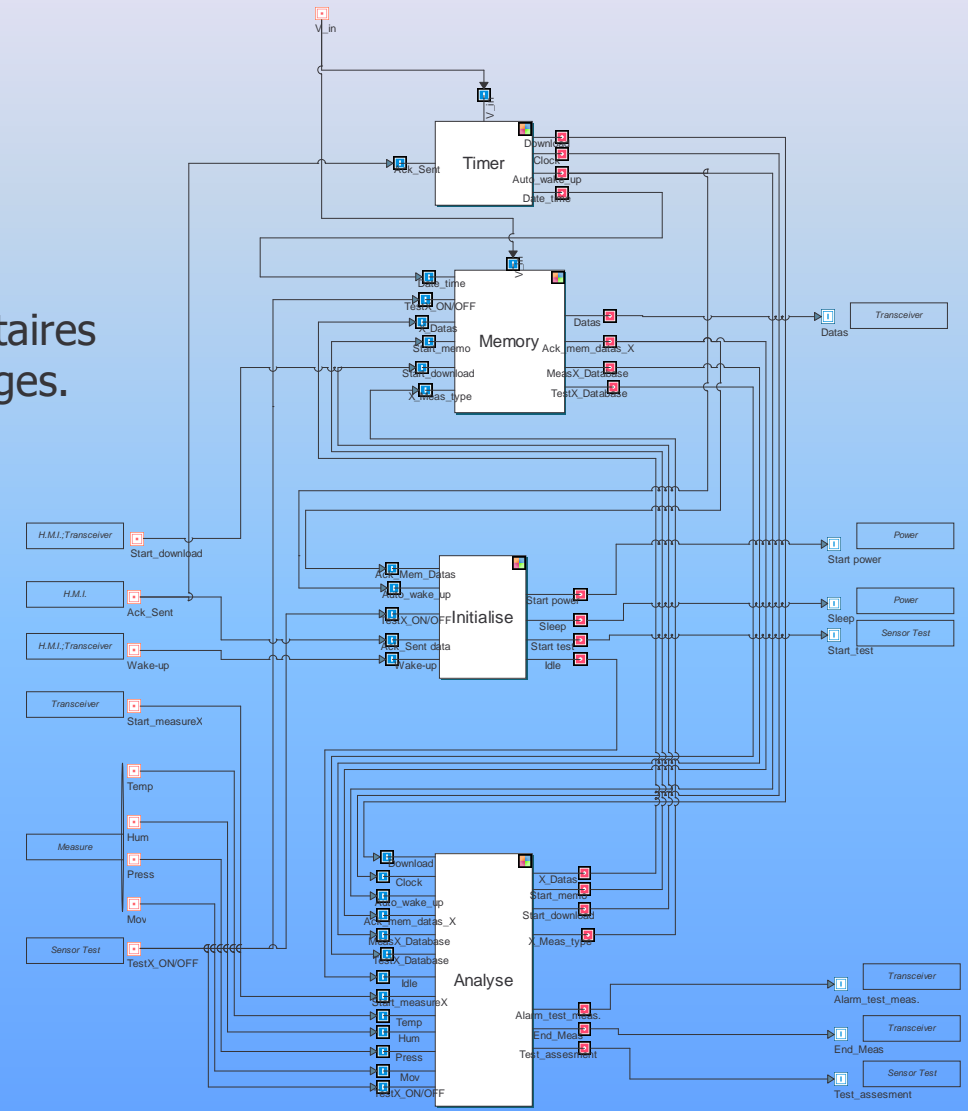 V_in
V_in
Timer
Ack_Sent
Download
Clock
Auto_wake_up
Date_time
taires
ges.
V_in
Memory
Date_time
TestX_ON/OFF
X_Datas
Start_memo
Start_download
X_Meas_type
Datas
Ack_mem_datas_X
MeasX_Database
TestX_Database
Datas
Transceiver
H.M.I.;Transceiver
Start_download
H.M.I.
Ack_Sent
H.M.I.;Transceiver
Wake-up
Transceiver
Start_measureX
Initialise
Ack_Mem_Datas
Auto_wake_up
TestX_ON/OFF
Ack_Sent data
Wake-up
Start power
Sleep
Start test
Idle
Power
Start power
Power
Sleep
Sensor Test
Start_test
Measure
Temp
Hum
Press
Mov
Sensor Test
TestX_ON/OFF
Analyse
Download
Clock
Auto_wake_up
Ack_mem_datas_X
MeasX_Database
TestX_Database
Idle
Start_measureX
Temp
Hum
Press
Mov
TestX_ON/OFF
X_Datas
Start_memo
Start_download
X_Meas_type
Alarm_test_meas.
End_Meas
Test_assesment
Transceiver
Alarm_test_meas.
Transceiver
End_Meas
Sensor Test
Test_assesment